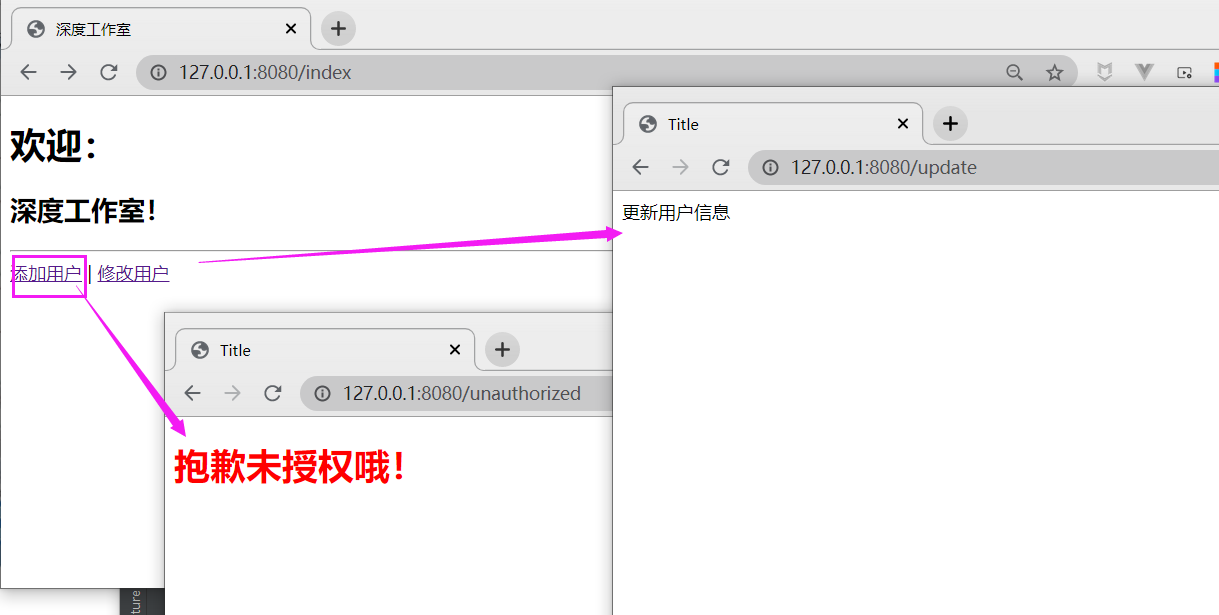 深度工作室
127.0.0.1:8080/index
欢迎：
深度工作室！
添加用户 | 修改用户
Title
127.0.0.1:8080/update
更新用户信息
Title
127.0.0.1:8080/unauthorized
抱歉未授权哦！
ture